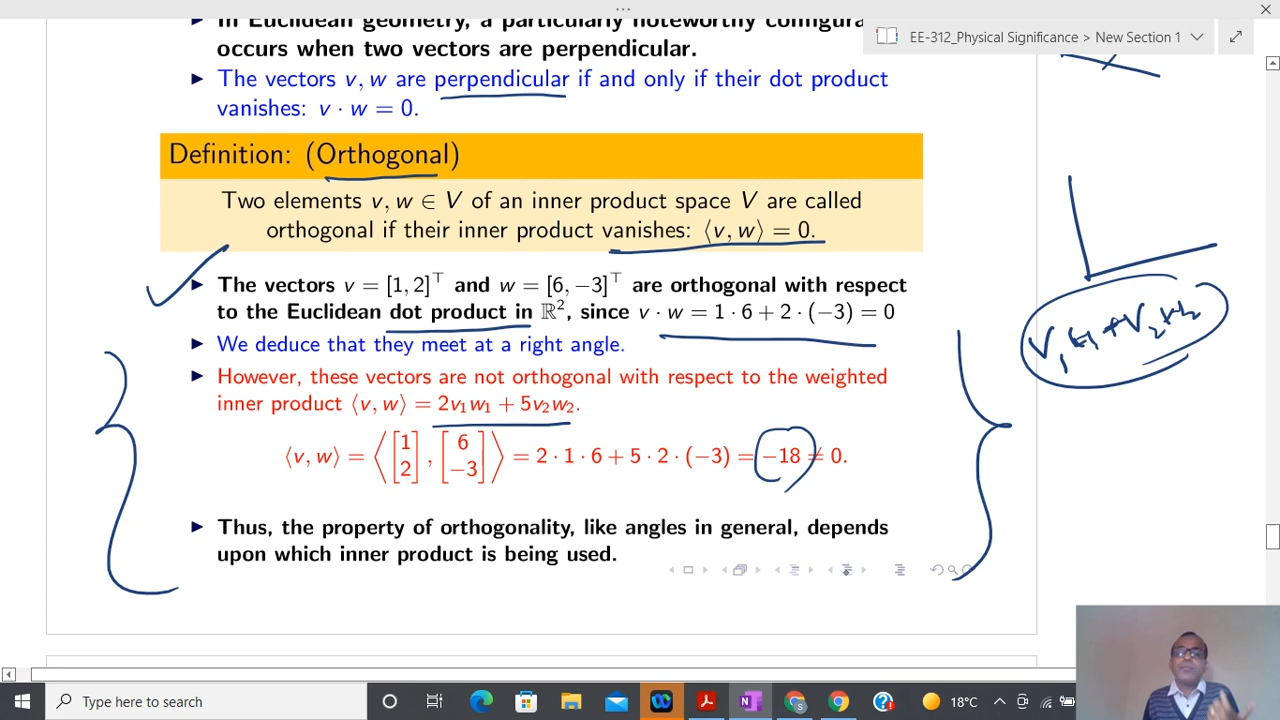 In Euclidean geometry, a particularly noteworthy configura
occurs when two vectors are perpendicular.
EE-312_Physical Significance > New Section 1
▶ The vectors v, w are perpendicular if and only if their dot product
vanishes: v · w = 0.
Definition: (Orthogonal)
Two elements v, w ∈ V of an inner product space V are called
orthogonal if their inner product vanishes: ⟨v, w⟩ = 0.
▶ The vectors v = [1, 2]⊤ and w = [6, −3]⊤ are orthogonal with respect
to the Euclidean dot product in ℝ², since v · w = 1 · 6 + 2 · (−3) = 0
▶ We deduce that they meet at a right angle.
▶ However, these vectors are not orthogonal with respect to the weighted
inner product ⟨v, w⟩ = 2v₁w₁ + 5v₂w₂.
⟨v, w⟩ = ⟨[1 2], [6 −3]⟩ = 2 · 1 · 6 + 5 · 2 · (−3) = −18 ≠ 0.
▶ Thus, the property of orthogonality, like angles in general, depends
upon which inner product is being used.
Type here to search
18°C